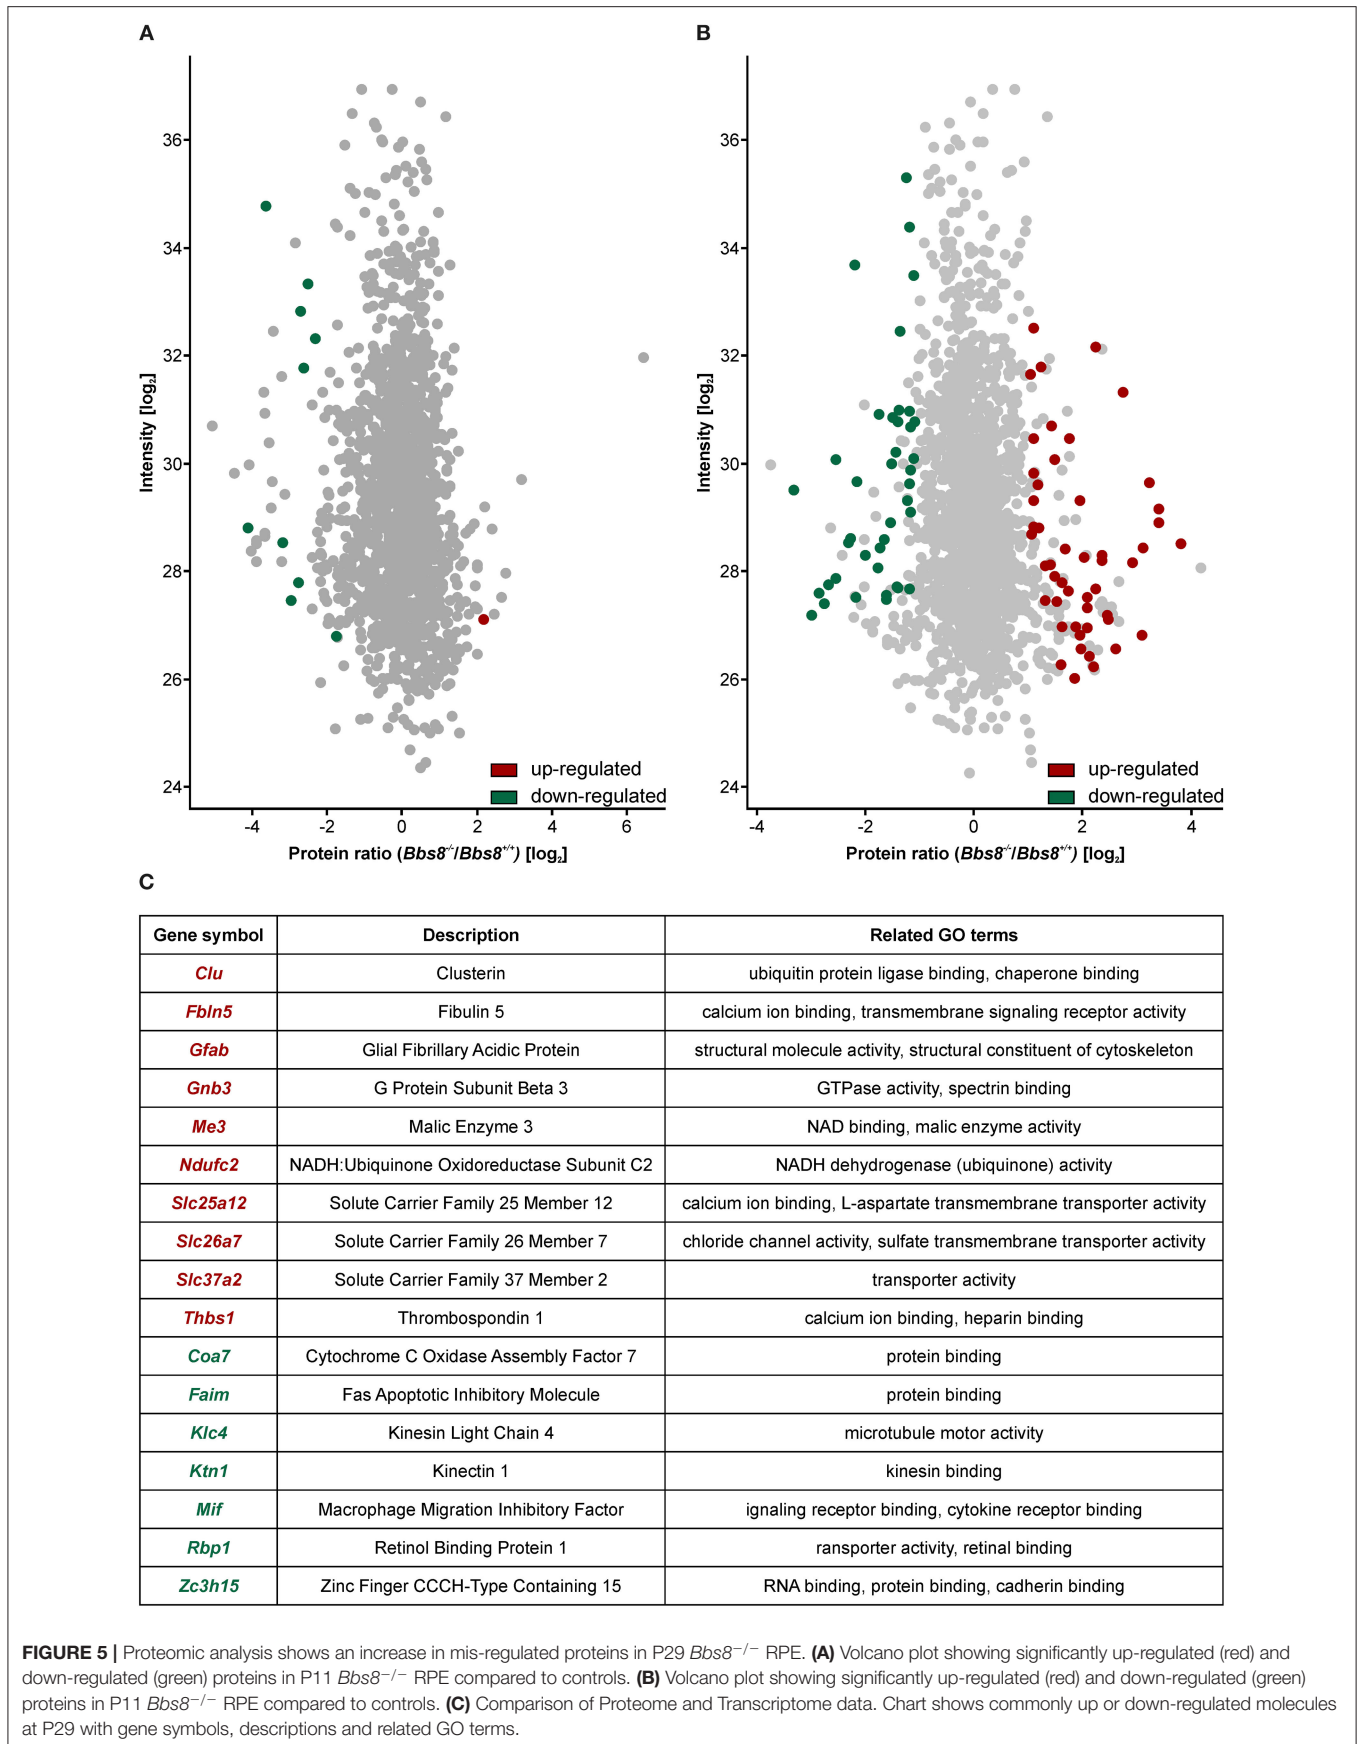 A
B
Intensity [log2]
36
34
32
30
28
26
24
-4
-2
0
2
4
6
up-regulated
down-regulated
Protein ratio (Bbs8-/-/Bbs8+/+) [log2]
Intensity [log2]
36
34
32
30
28
26
24
-4
-2
0
2
4
up-regulated
down-regulated
Protein ratio (Bbs8-/-/Bbs8+/+) [log2]
C
Gene symbol Description Related GO terms
Clu Clusterin ubiquitin protein ligase binding, chaperone binding
Fbln5 Fibulin 5 calcium ion binding, transmembrane signaling receptor activity
Gfab Glial Fibrillary Acidic Protein structural molecule activity, structural constituent of cytoskeleton
Gnb3 G Protein Subunit Beta 3 GTPase activity, spectrin binding
Me3 Malic Enzyme 3 NAD binding, malic enzyme activity
Ndufc2 NADH:Ubiquinone Oxidoreductase Subunit C2 NADH dehydrogenase (ubiquinone) activity
Slc25a12 Solute Carrier Family 25 Member 12 calcium ion binding, L-aspartate transmembrane transporter activity
Slc26a7 Solute Carrier Family 26 Member 7 chloride channel activity, sulfate transmembrane transporter activity
Slc37a2 Solute Carrier Family 37 Member 2 transporter activity
Thbs1 Thrombospondin 1 calcium ion binding, heparin binding
Coa7 Cytochrome C Oxidase Assembly Factor 7 protein binding
Faim Fas Apoptotic Inhibitory Molecule protein binding
Klc4 Kinesin Light Chain 4 microtubule motor activity
Ktn1 Kinectin 1 kinesin binding
Mif Macrophage Migration Inhibitory Factor ignaling receptor binding, cytokine receptor binding
Rbp1 Retinol Binding Protein 1 ransporter activity, retinal binding
Zc3h15 Zinc Finger CCCH-Type Containing 15 RNA binding, protein binding, cadherin binding
FIGURE 5 | Proteomic analysis shows an increase in mis-regulated proteins in P29 Bbs8−/− RPE. (A) Volcano plot showing significantly up-regulated (red) and
down-regulated (green) proteins in P11 Bbs8−/− RPE compared to controls. (B) Volcano plot showing significantly up-regulated (red) and down-regulated (green)
proteins in P11 Bbs8−/− RPE compared to controls. (C) Comparison of Proteome and Transcriptome data. Chart shows commonly up or down-regulated molecules
at P29 with gene symbols, descriptions and related GO terms.